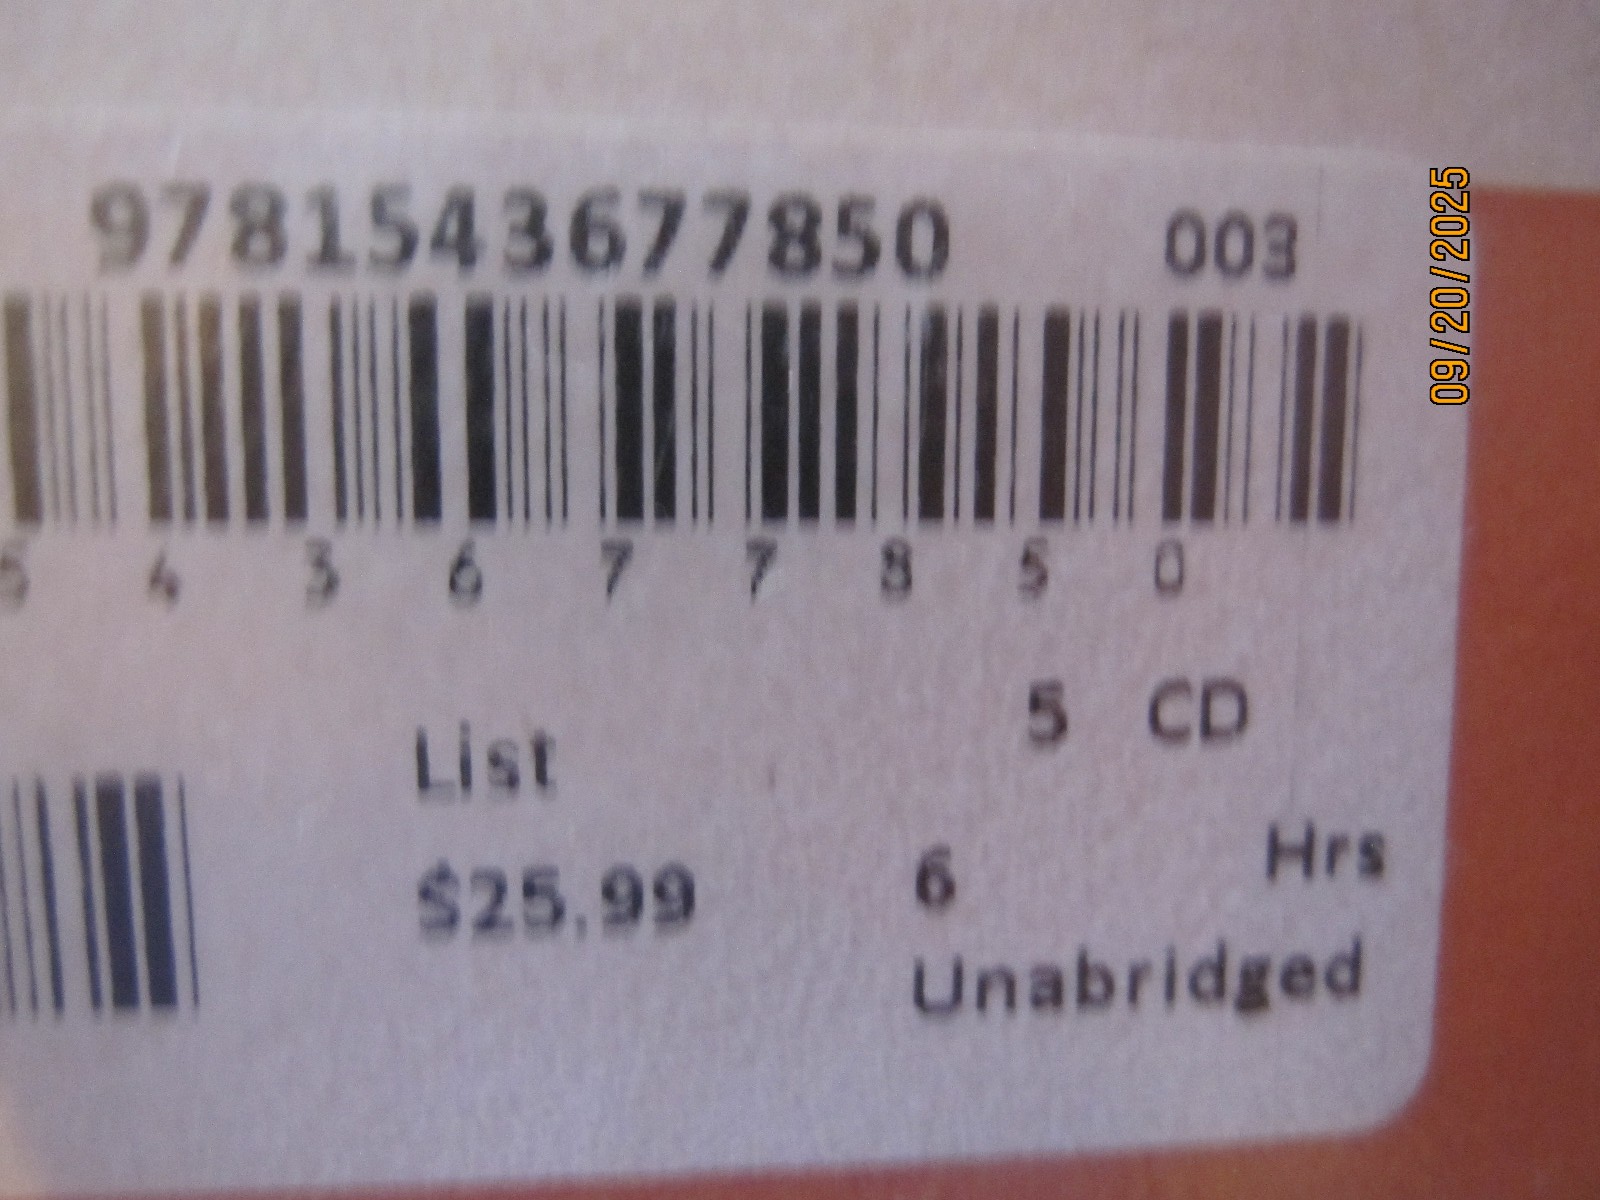 9781543677850 003
5 4 3 6 7 7 8 5 0
5 CD
List
Hrs
$25.99 6
Unabridged
09/20/2025